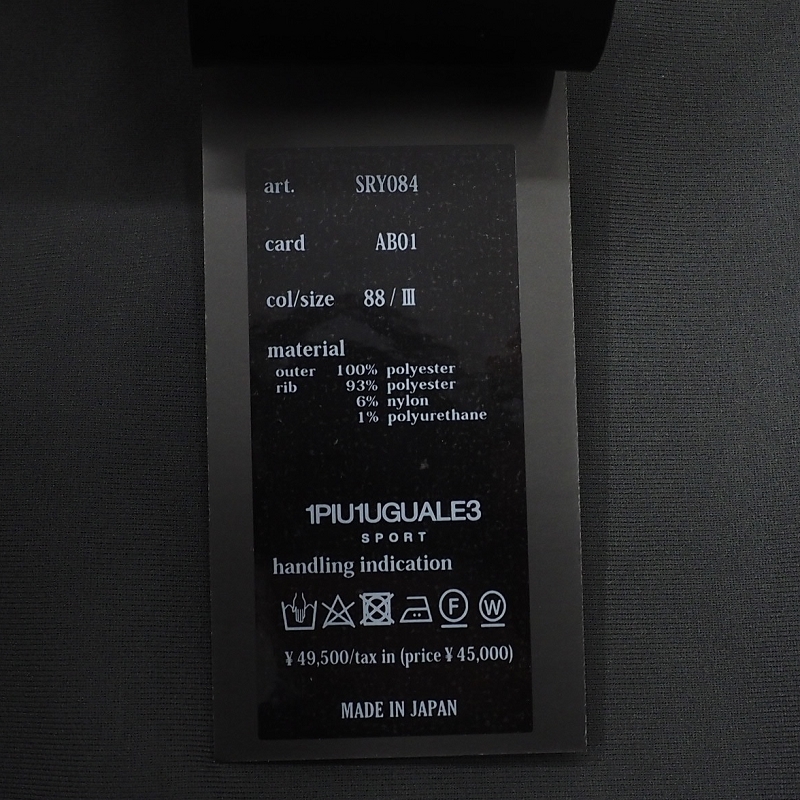 art. SRY084
card AB01
col/size 88 / Ⅲ
material
outer 100% polyester
rib 93% polyester
6% nylon
1% polyurethane
1PIU1UGUALE3
SPORT
handling indication
F W
¥49,500/tax in (price ¥45,000)
MADE IN JAPAN